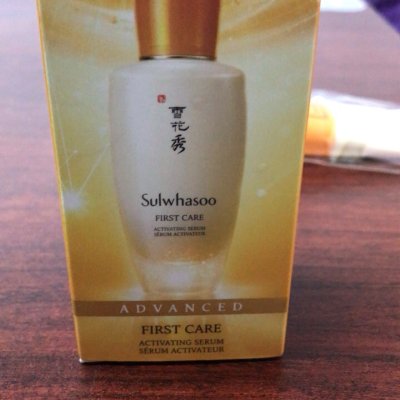 雪花秀
Sulwhasoo
FIRST CARE
ACTIVATING SERUM
SÉRUM ACTIVATEUR
ADVANCED
FIRST CARE
ACTIVATING SERUM
SÉRUM ACTIVATEUR